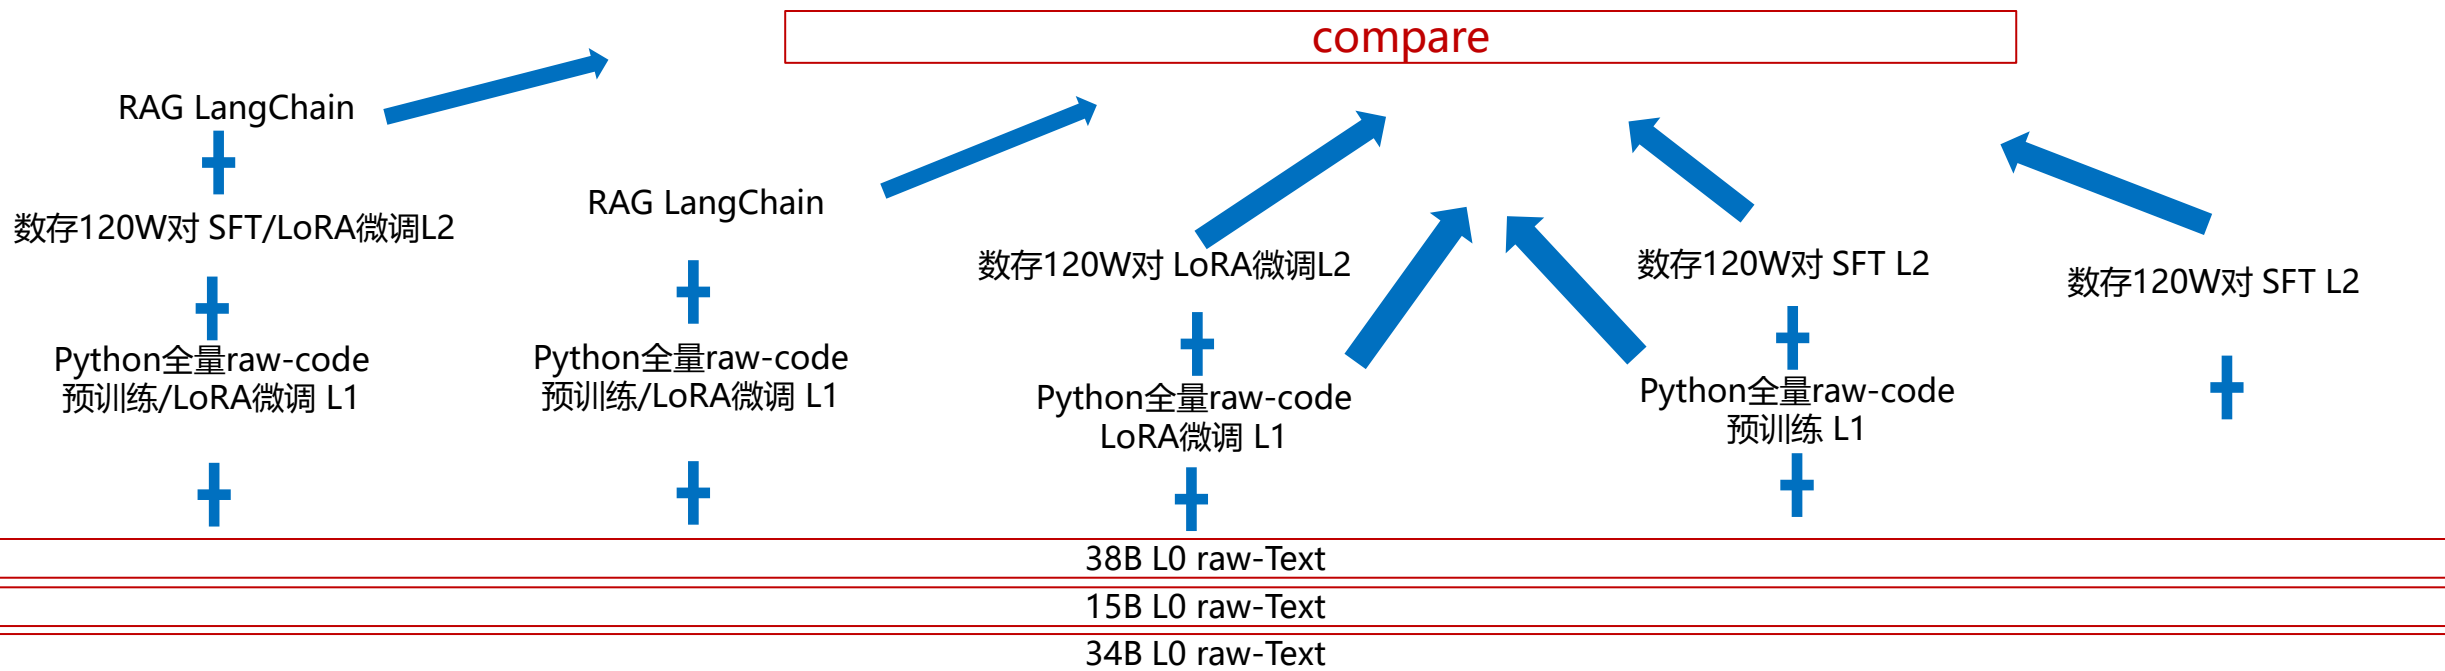 compare
RAG LangChain
数存120W对 SFT/LoRA微调L2
Python全量raw-code
预训练/LoRA微调 L1
RAG LangChain
Python全量raw-code
预训练/LoRA微调 L1
数存120W对 LoRA微调L2
Python全量raw-code
LoRA微调 L1
数存120W对 SFT L2
Python全量raw-code
预训练 L1
数存120W对 SFT L2
38B L0 raw-Text
15B L0 raw-Text
34B L0 raw-Text